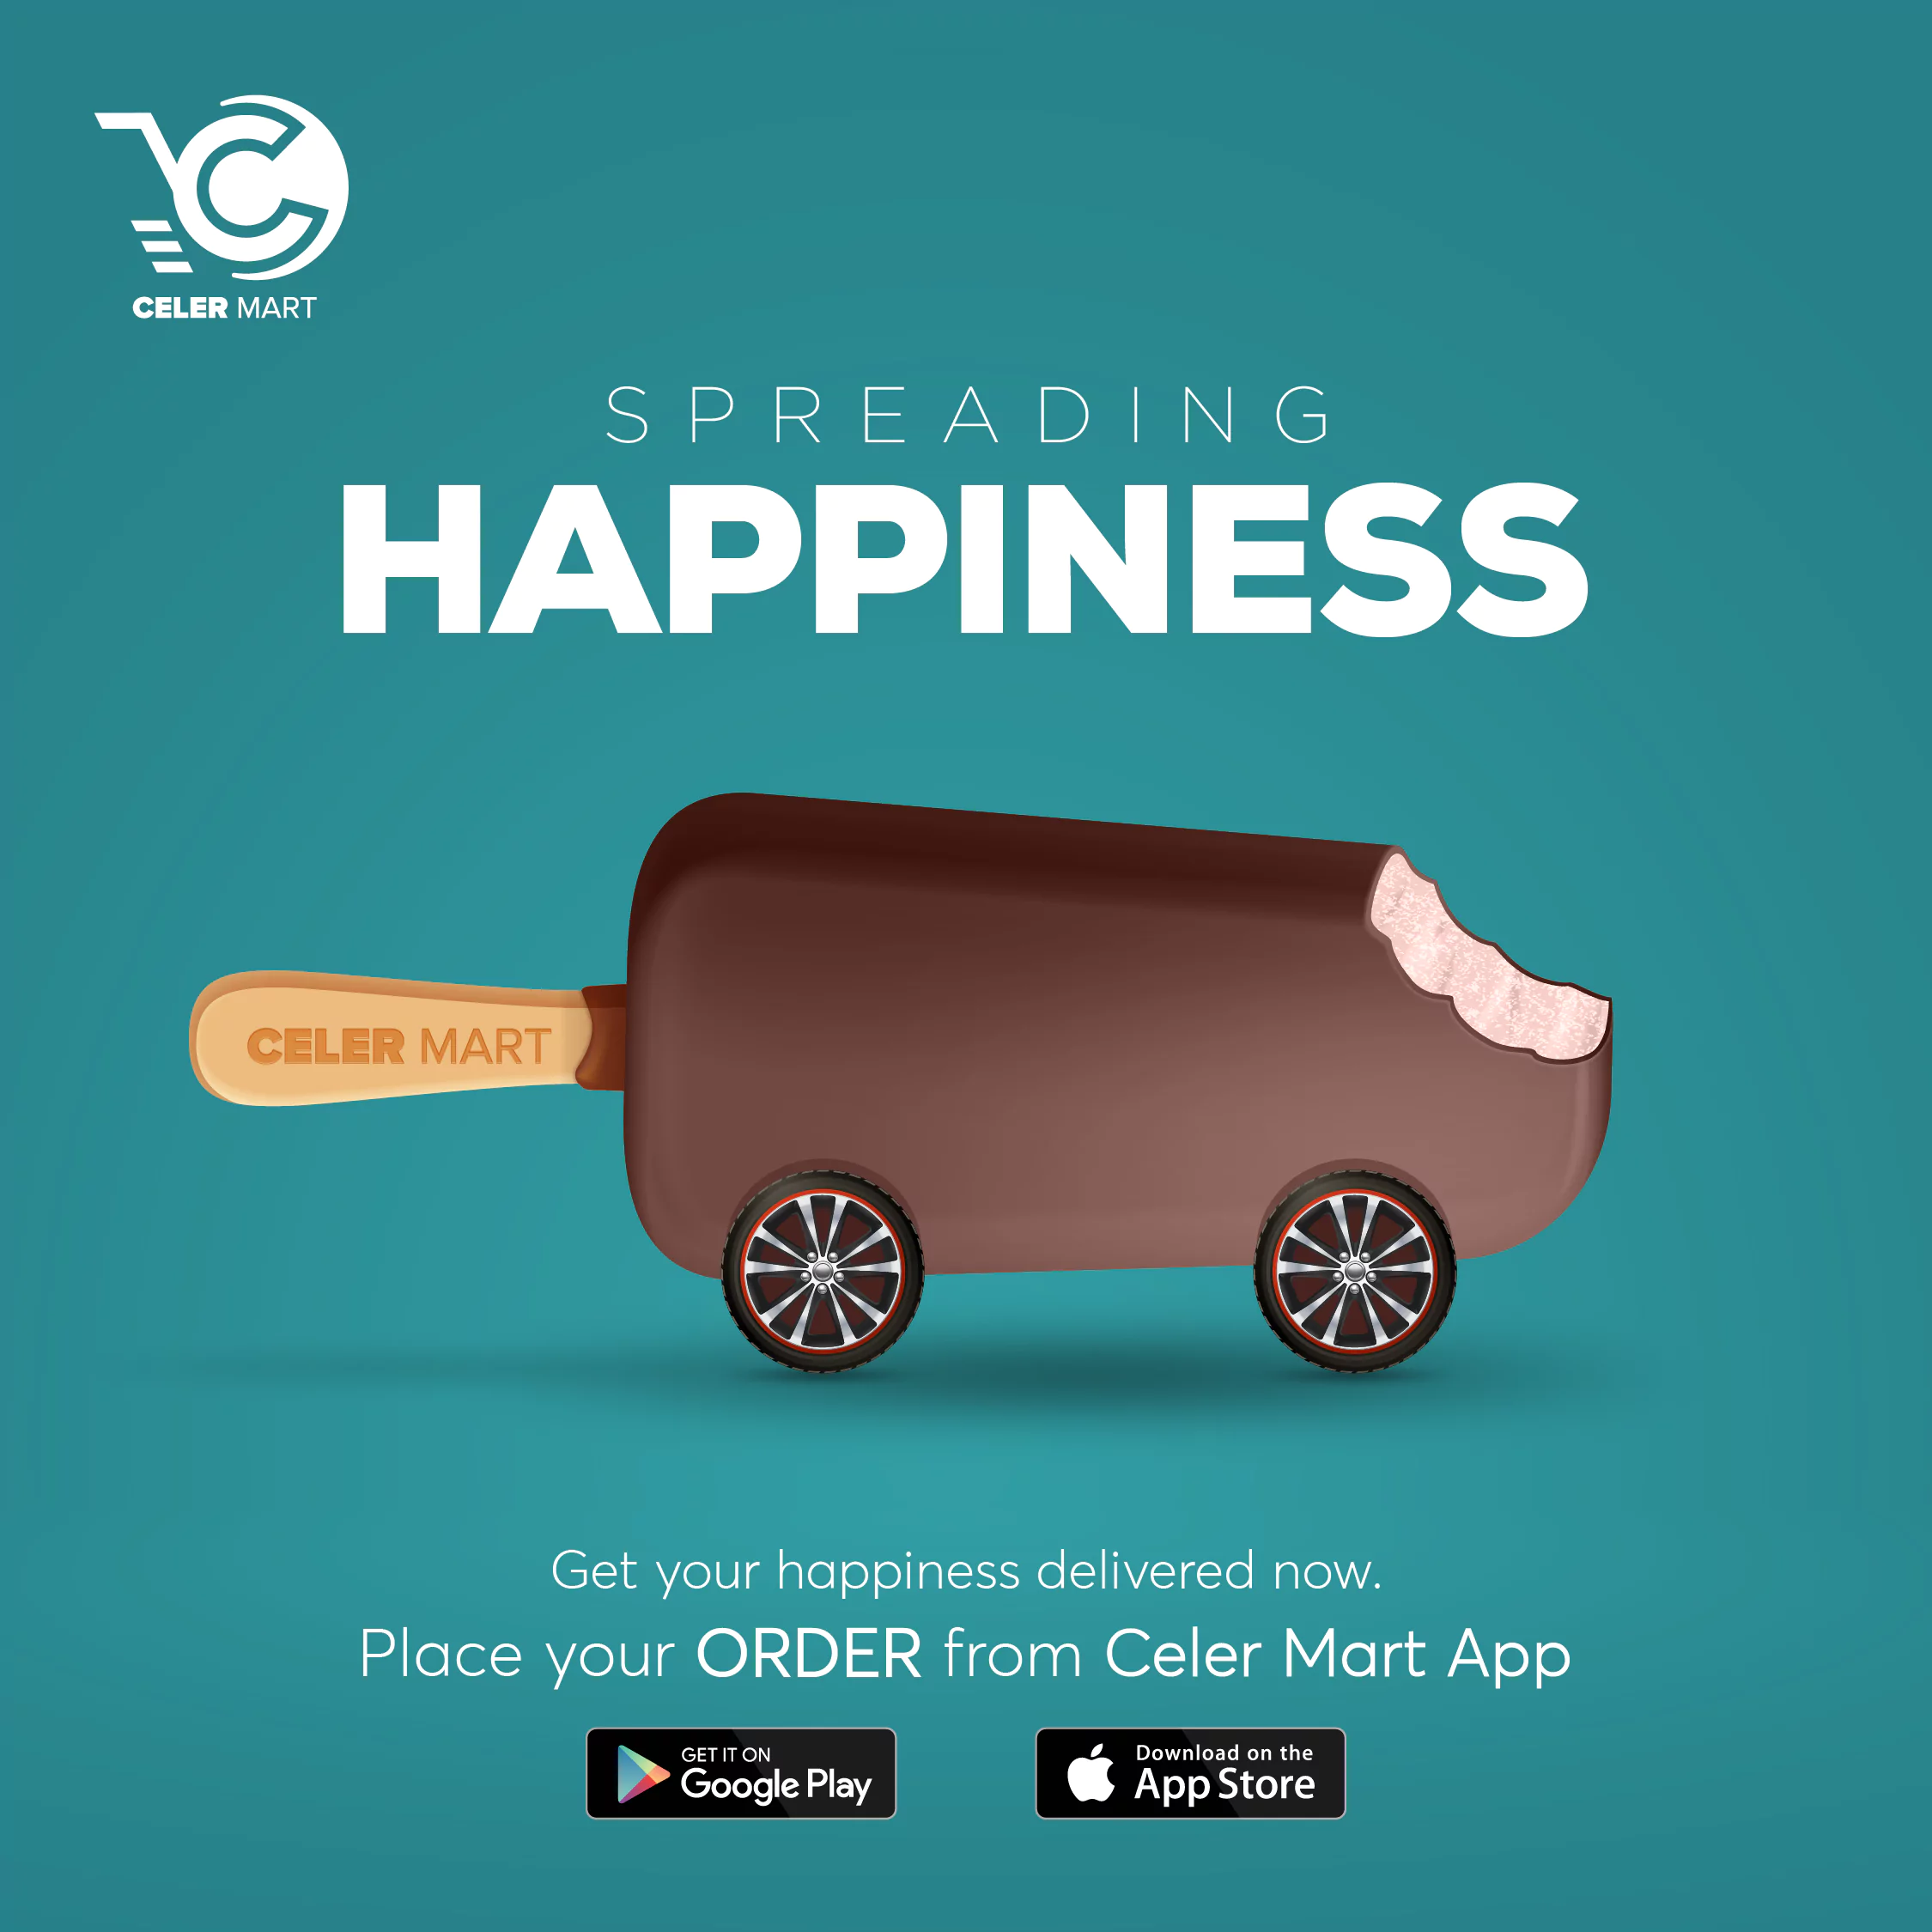 CELER MART
SPREADING
HAPPINESS
CELER MART
Get your happiness delivered now.
Place your ORDER from Celer Mart App
GET IT ON
Google Play
Download on the
App Store